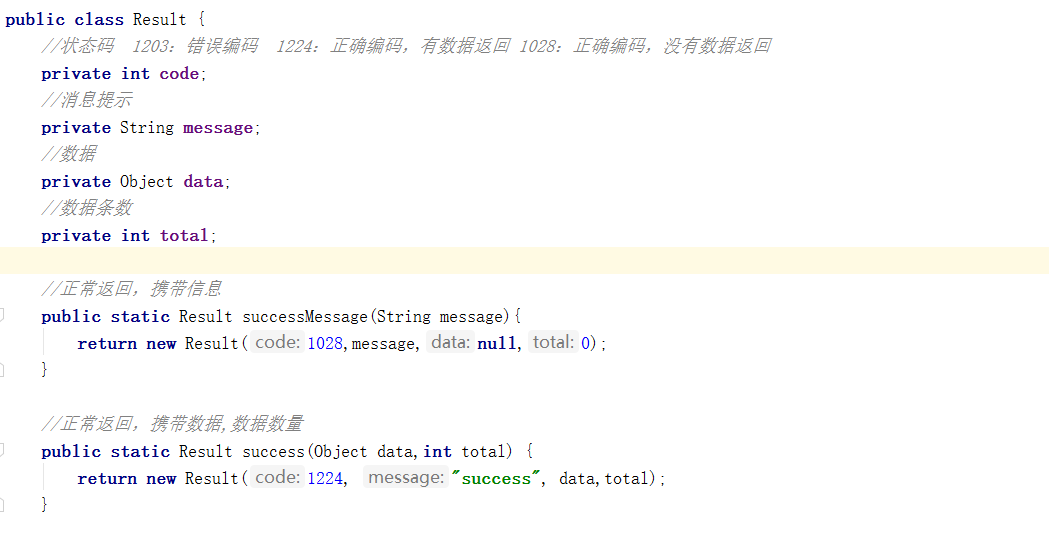 public class Result {
//状态码  1203：错误编码  1224：正确编码，有数据返回 1028：正确编码，没有数据返回
private int code;
//消息提示
private String message;
//数据
private Object data;
//数据条数
private int total;
//正常返回，携带信息
public static Result successMessage(String message){
return new Result( code: 1028,message, data: null, total: 0);
}
//正常返回，携带数据,数据数量
public static Result success(Object data,int total) {
return new Result( code: 1224, message: "success", data,total);
}